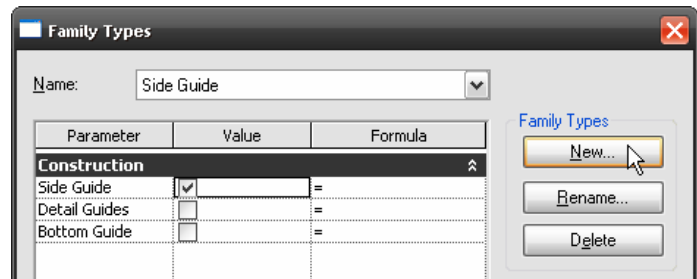 Family Types
Name: Side Guide
Family Types
Parameter Value Formula
New...
Construction
Side Guide =
Rename...
Detail Guides =
Bottom Guide =
Delete